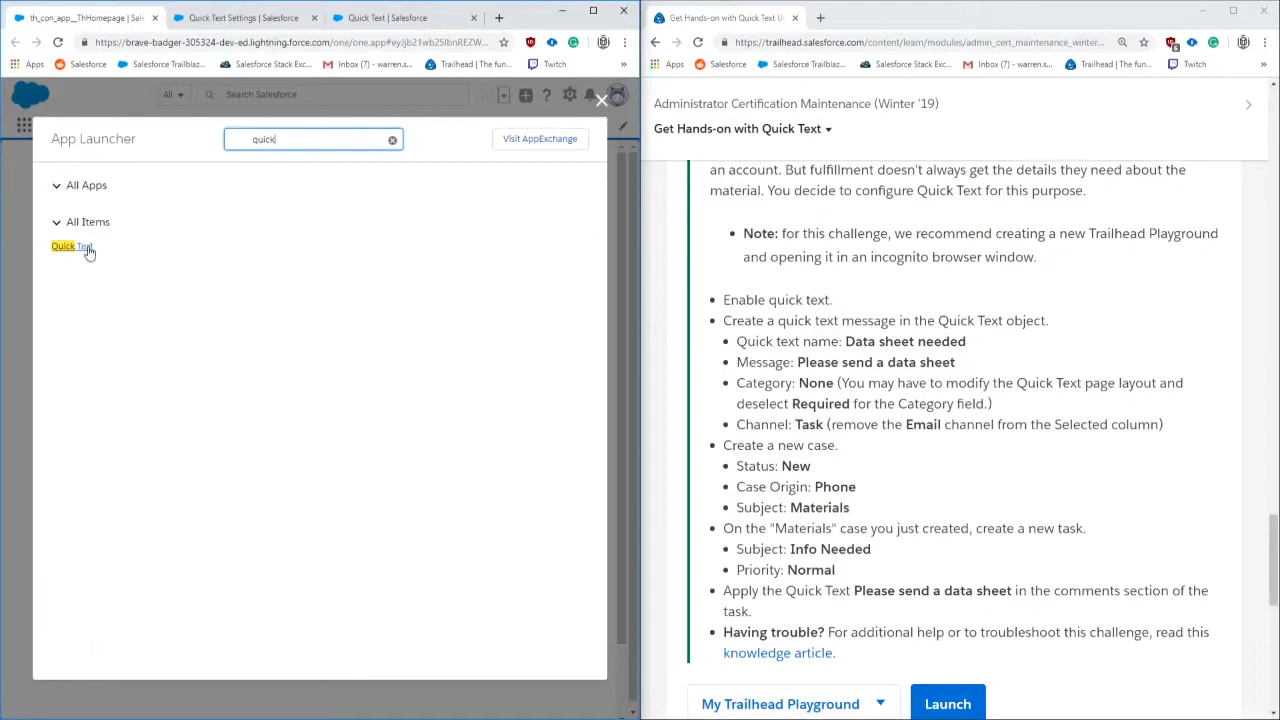 th_con_app__ThHomepage | Sal
Quick Text Settings | Salesforce
Quick Text | Salesforce
https://brave-badger-305324-dev-ed.lightning.force.com/one/one.app#
Apps
Salesforce
Salesforce Trailblaz...
Salesforce Stack Exc...
Inbox (7) - warren.s...
Trailhead | The fun...
Twitch
»
All
Search Salesforce
App Launcher
quick
Visit AppExchange
All Apps
All Items
Quick Text
Get Hands-on with Quick Text U
https://trailhead.salesforce.com/content/learn/modules/admin_cert_maintenance_winter...
Apps
Salesforce
Salesforce Trailblaz...
Salesforce Stack Exc...
Inbox (7) - warren.s...
Trailhead | The fun...
Twitch
»
Administrator Certification Maintenance (Winter '19)
Get Hands-on with Quick Text
an account. But fulfillment doesn't always get the details they need about the
material. You decide to configure Quick Text for this purpose.
• Note: for this challenge, we recommend creating a new Trailhead Playground
and opening it in an incognito browser window.
• Enable quick text.
• Create a quick text message in the Quick Text object.
• Quick text name: Data sheet needed
• Message: Please send a data sheet
• Category: None (You may have to modify the Quick Text page layout and
deselect Required for the Category field.)
• Channel: Task (remove the Email channel from the Selected column)
• Create a new case.
• Status: New
• Case Origin: Phone
• Subject: Materials
• On the "Materials" case you just created, create a new task.
• Subject: Info Needed
• Priority: Normal
• Apply the Quick Text Please send a data sheet in the comments section of the
task.
• Having trouble? For additional help or to troubleshoot this challenge, read this
knowledge article.
My Trailhead Playground
Launch